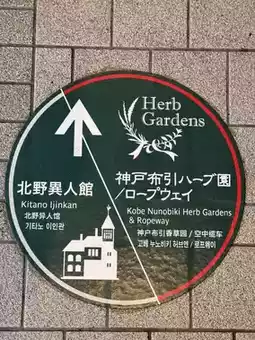 Herb
Gardens
北野異人館
Kitano Ijinkan
北野异人馆
기타노 이인관
神戸布引ハーブ園
/ロープウェイ
Kobe Nunobiki Herb Gardens
& Ropeway
神戸布引香草园 / 空中缆车
고베 누노비키 허브엔 / 로프웨이